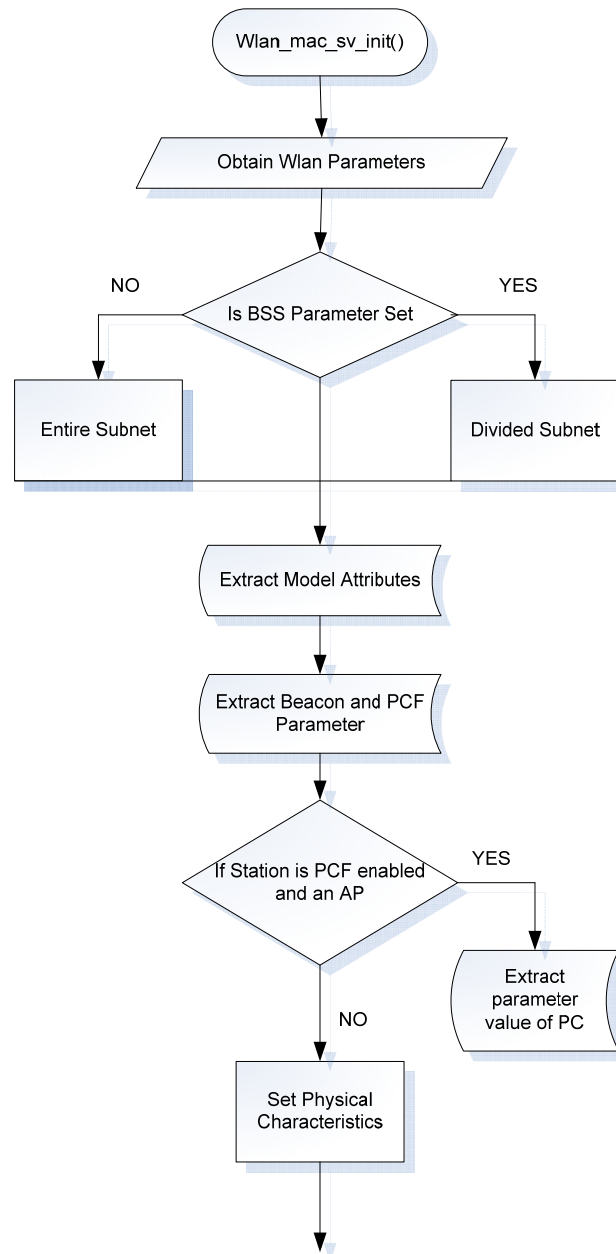 Wlan_mac_sv_init()
Obtain Wlan Parameters
NO
YES
Is BSS Parameter Set
Entire Subnet
Divided Subnet
Extract Model Attributes
Extract Beacon and PCF
Parameter
If Station is PCF enabled
and an AP
YES
Extract
parameter
value of PC
NO
Set Physical
Characteristics